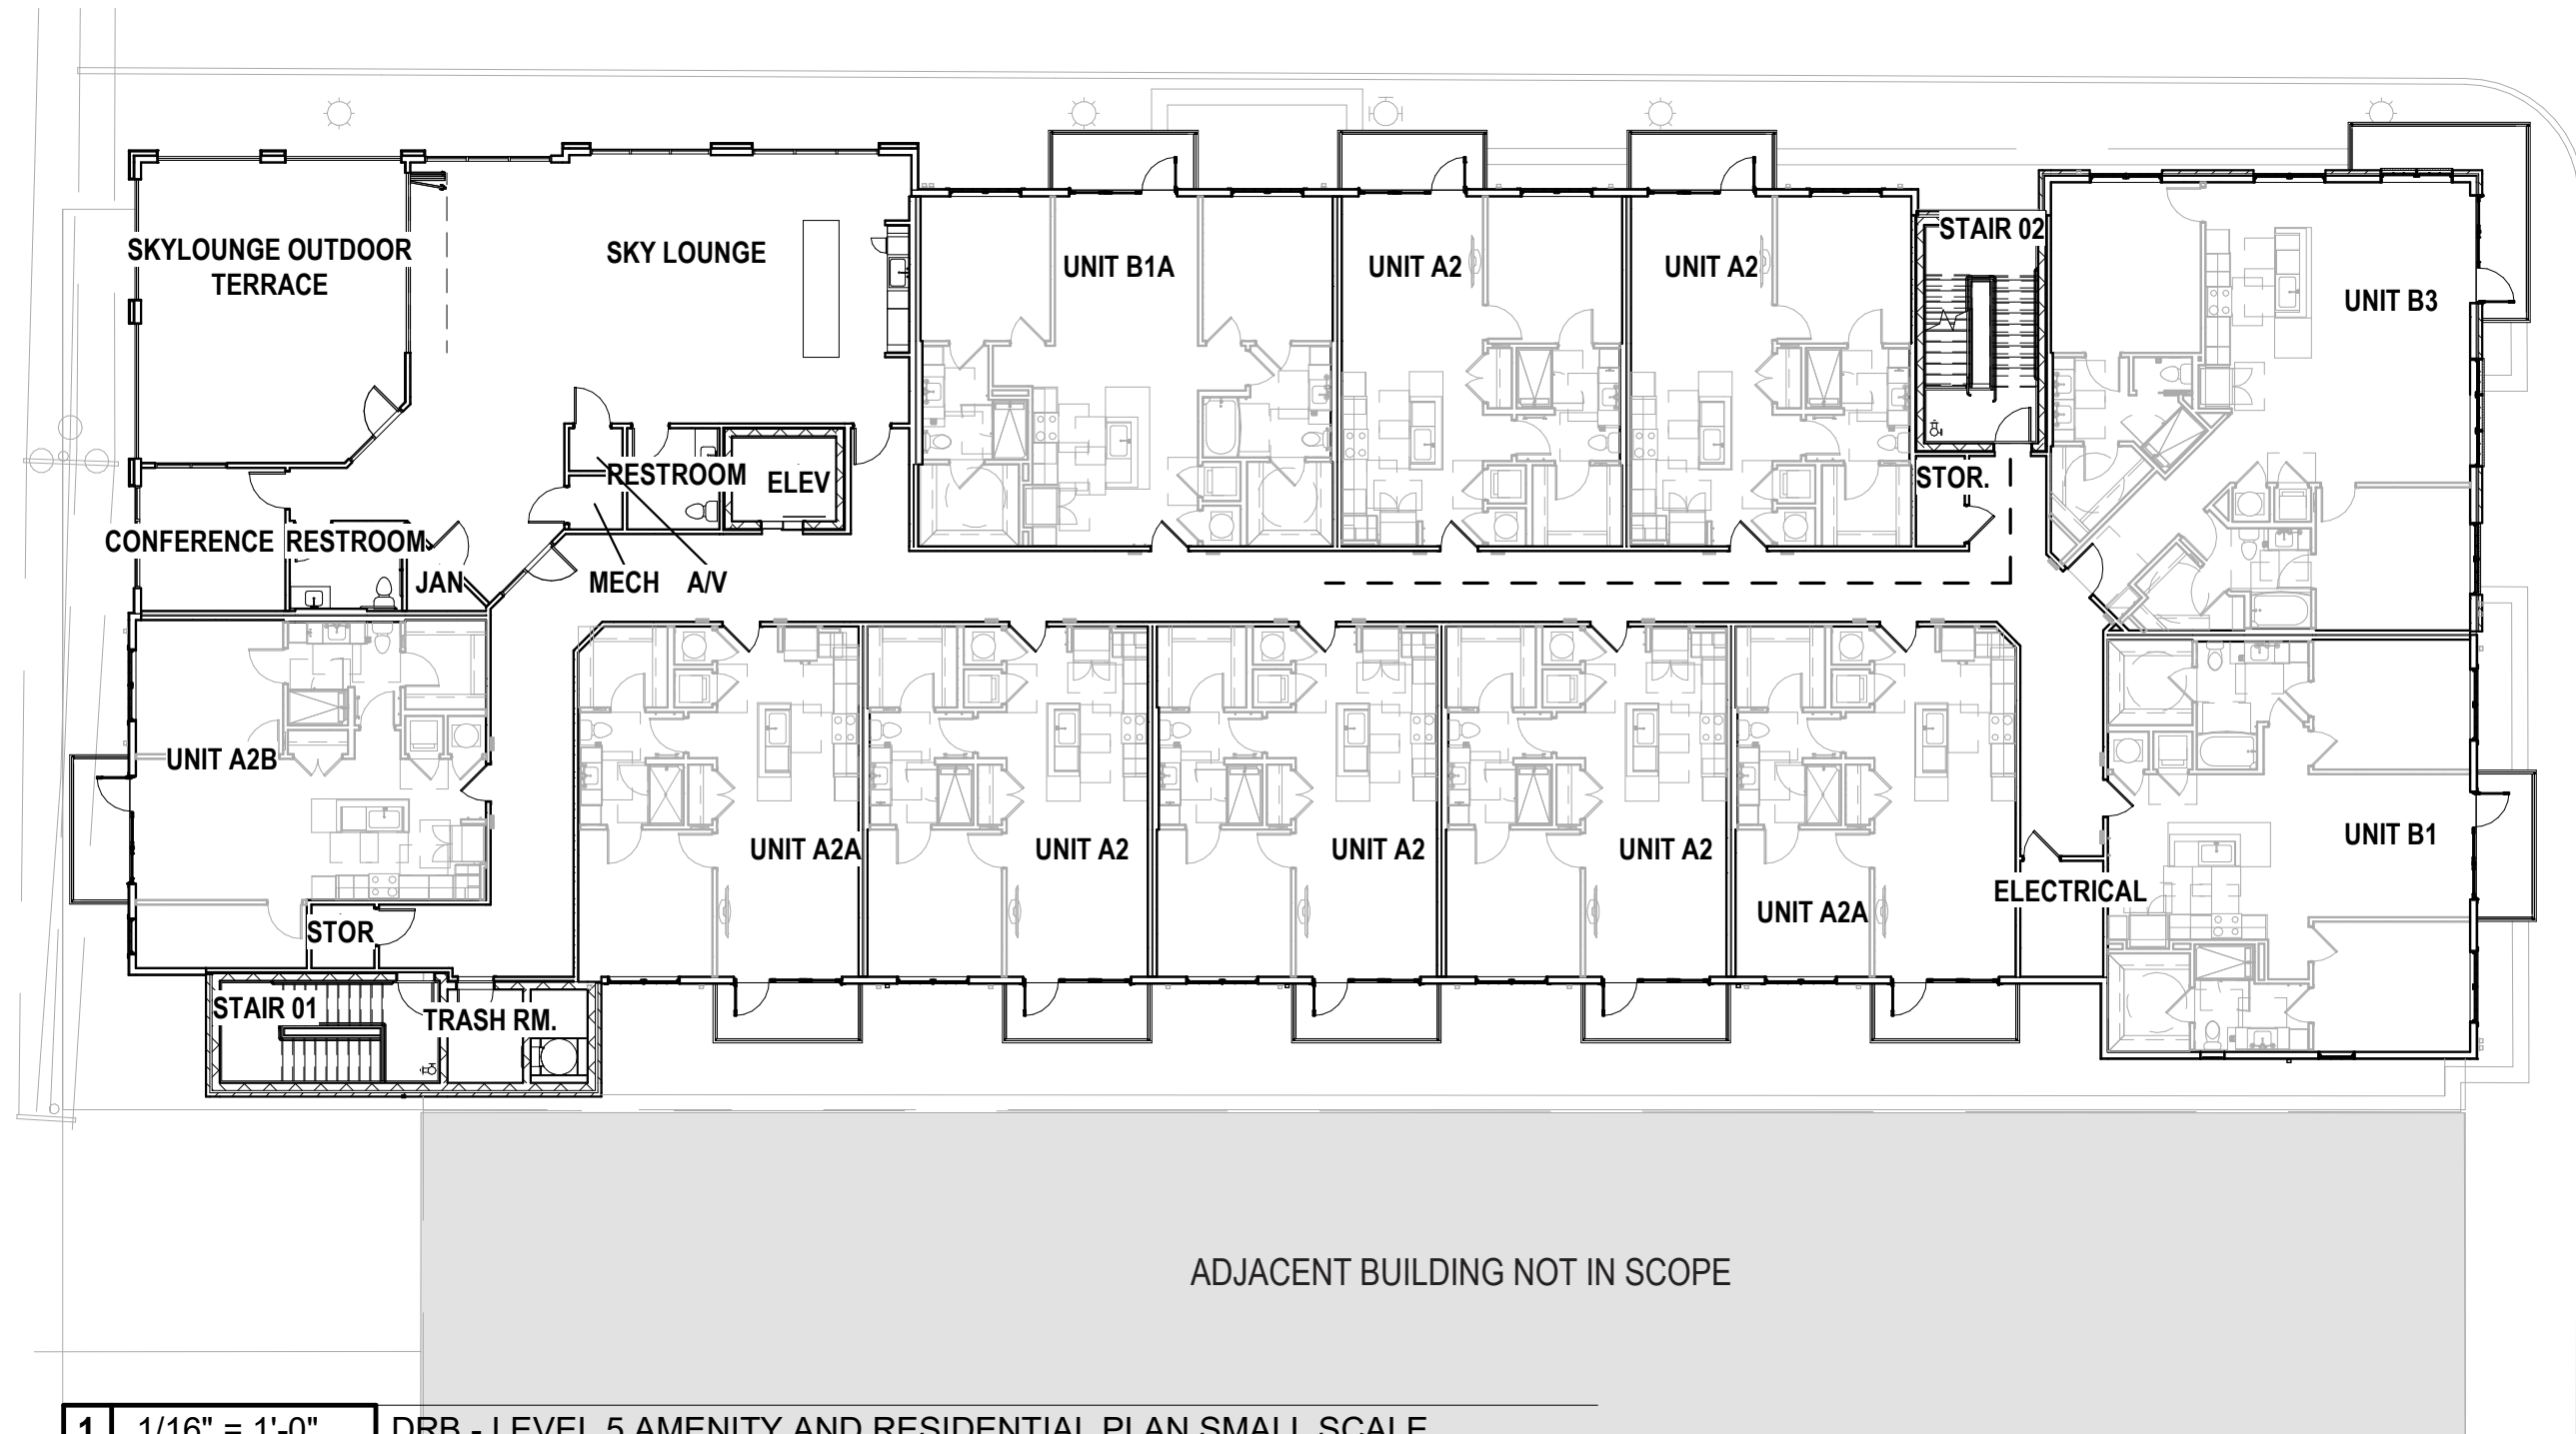 SKYLOUNGE OUTDOOR
TERRACE
SKY LOUNGE
UNIT B1A
UNIT A2
UNIT A2
STAIR 02
UNIT B3
RESTROOM
ELEV
STOR.
CONFERENCE
RESTROOM
JAN
MECH
A/V
UNIT A2B
UNIT A2A
UNIT A2
UNIT A2
UNIT A2
UNIT A2A
ELECTRICAL
UNIT B1
STOR
STAIR 01
TRASH RM.
ADJACENT BUILDING NOT IN SCOPE
1
1/16" = 1'-0"
DRB - LEVEL 5 AMENITY AND RESIDENTIAL PLAN SMALL SCALE